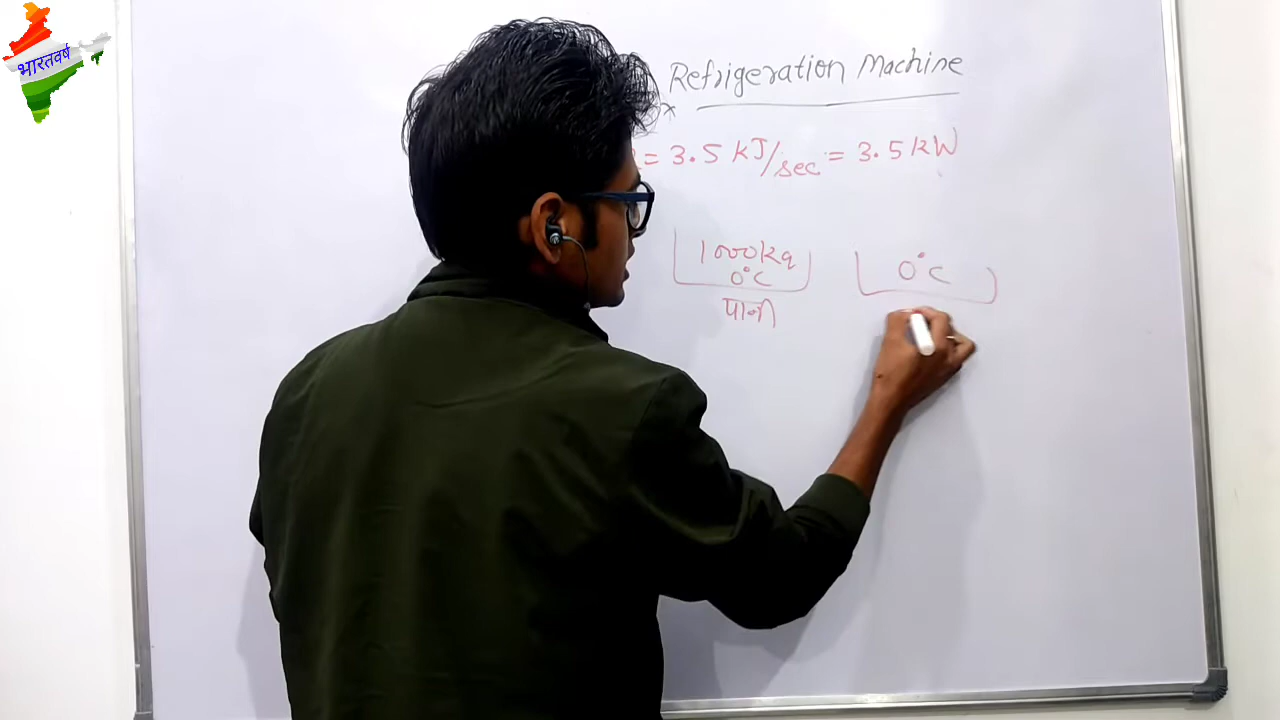 भारतवर्ष
Refrigeration Machine
= 3.5 kJ/sec = 3.5 kW
1000kg
0°C
पानी
0°C